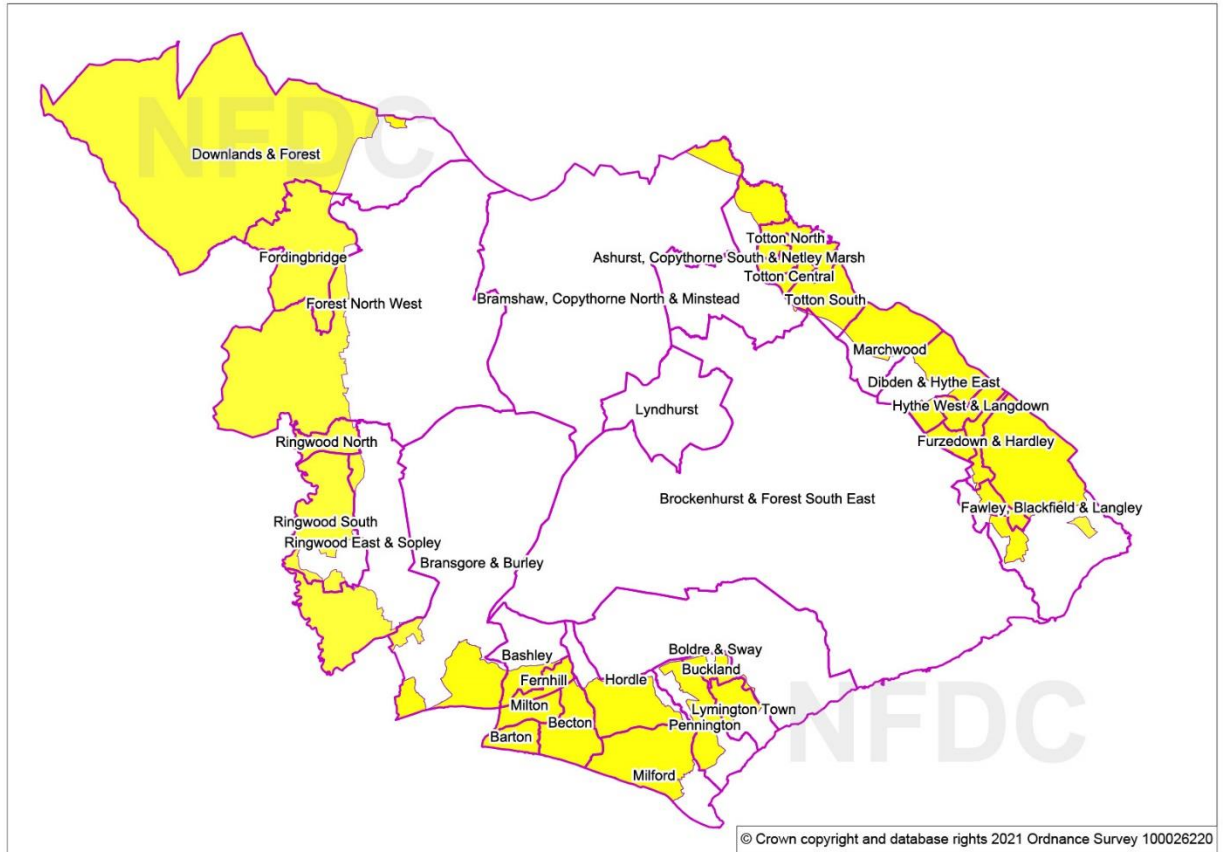 NFDC
Downlands & Forest
Fordingbridge
Forest North West
Totton North
Ashurst, Copythorne South & Netley Marsh
Totton Central
Bramshaw, Copythorne North & Minstead
Totton South
Marchwood
Dibden & Hythe East
Hythe West & Langdown
Lyndhurst
Furzedown & Hardley
Ringwood North
Brockenhurst & Forest South East
Fawley, Blackfield & Langley
Ringwood South
Ringwood East & Sopley
Bransgore & Burley
Boldre & Sway
Bashley
Buckland
Fernhill
Hordle
Milton
Lymington Town
Becton
Pennington
Barton
NFDC
Milford
© Crown copyright and database rights 2021 Ordnance Survey 100026220